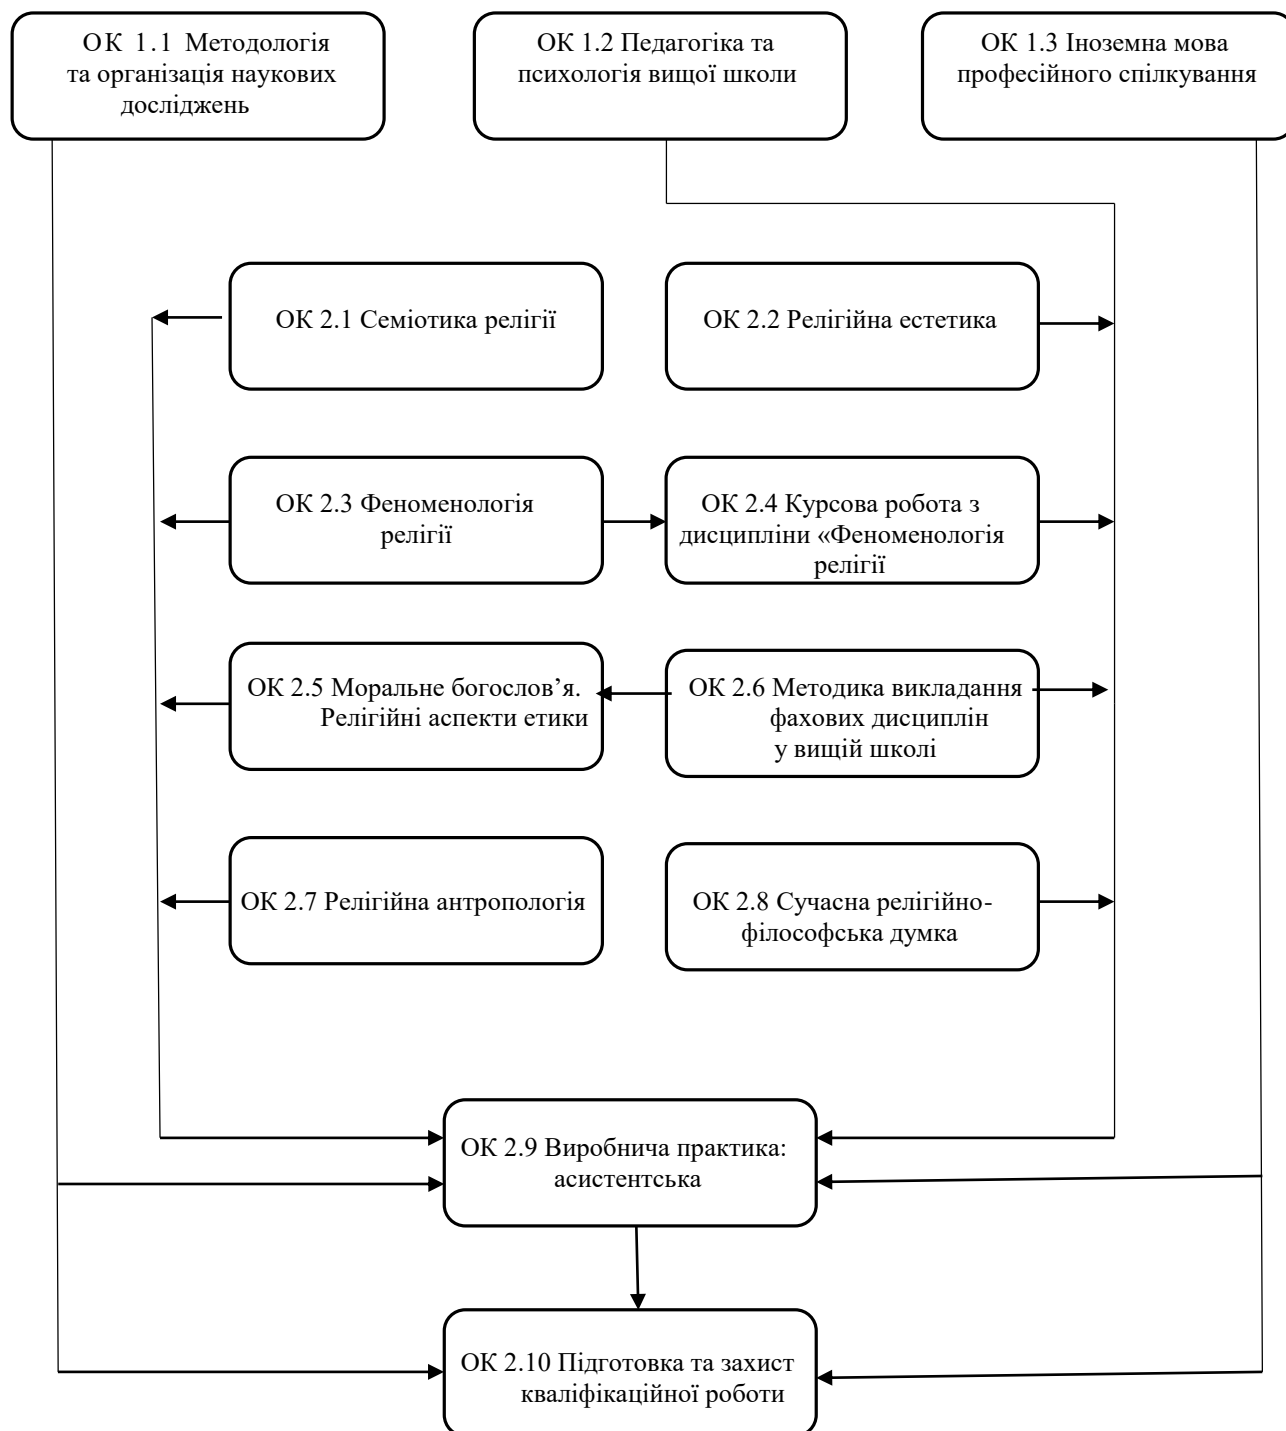 ОК 1.1 Методологія
та організація наукових
досліджень
ОК 1.2 Педагогіка та
психологія вищої школи
ОК 1.3 Іноземна мова
професійного спілкування
ОК 2.1 Семіотика релігії
ОК 2.2 Релігійна естетика
ОК 2.3 Феноменологія
релігії
ОК 2.4 Курсова робота з
дисципліни «Феноменологія
релігії
ОК 2.5 Моральне богослов’я.
Релігійні аспекти етики
ОК 2.6 Методика викладання
фахових дисциплін
у вищій школі
ОК 2.7 Релігійна антропологія
ОК 2.8 Сучасна релігійно-
філософська думка
ОК 2.9 Виробнича практика:
асистентська
ОК 2.10 Підготовка та захист
кваліфікаційної роботи